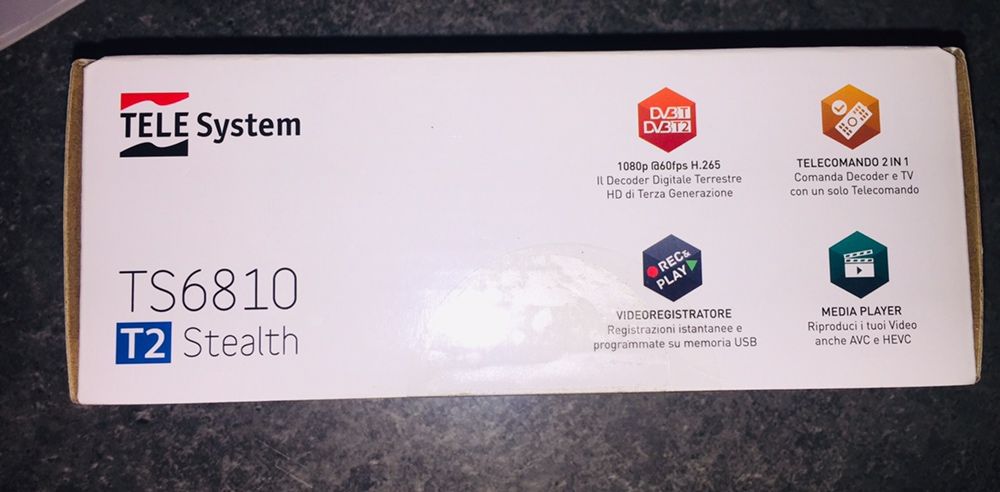 TELE System
TS6810
T2 Stealth
DVB T
DVB T2
1080p @60fps H.265
Il Decoder Digitale Terrestre
HD di Terza Generazione
TELECOMANDO 2 IN 1
Comanda Decoder e TV
con un solo Telecomando
REC&
PLAY
VIDEOREGISTRATORE
Registrazioni istantanee e
programmate su memoria USB
MEDIA PLAYER
Riproduci i tuoi Video
anche AVC e HEVC